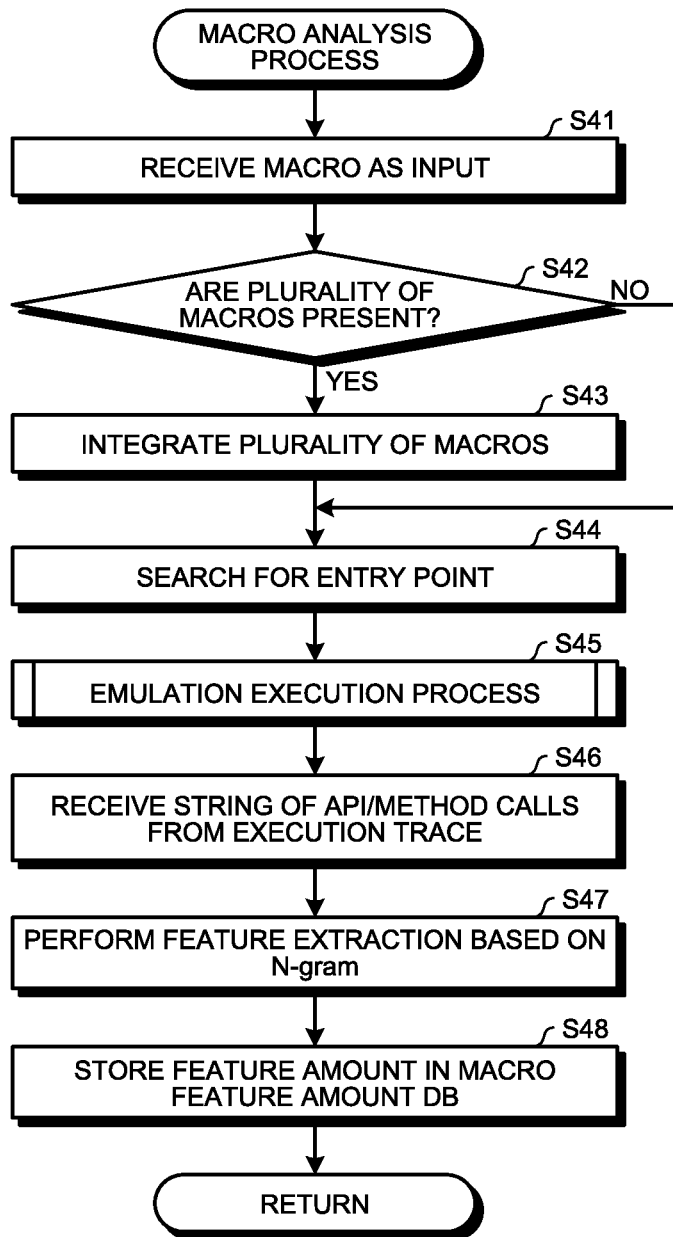 MACRO ANALYSIS
PROCESS
S41
RECEIVE MACRO AS INPUT
S42
ARE PLURALITY OF
MACROS PRESENT?
NO
YES
S43
INTEGRATE PLURALITY OF MACROS
S44
SEARCH FOR ENTRY POINT
S45
EMULATION EXECUTION PROCESS
S46
RECEIVE STRING OF API/METHOD CALLS
FROM EXECUTION TRACE
S47
PERFORM FEATURE EXTRACTION BASED ON
N-gram
S48
STORE FEATURE AMOUNT IN MACRO
FEATURE AMOUNT DB
RETURN